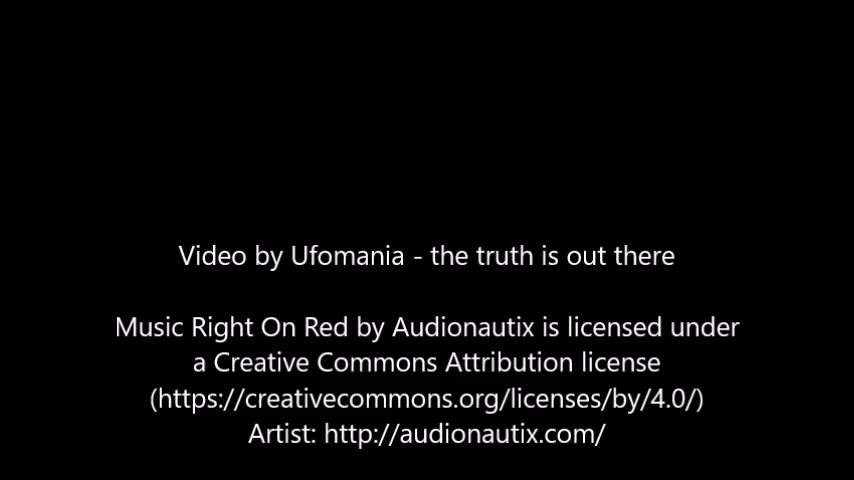 Video by Ufomania - the truth is out there
Music Right On Red by Audionautix is licensed under
a Creative Commons Attribution license
(https://creativecommons.org/licenses/by/4.0/)
Artist: http://audionautix.com/